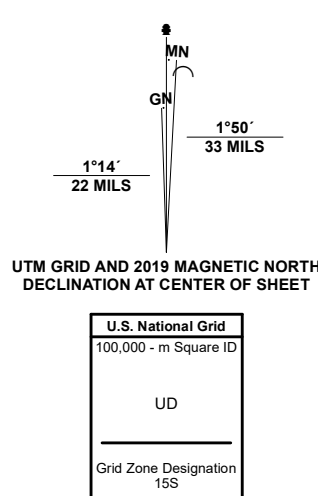 MN
GN
1°50´
33 MILS
1°14´
22 MILS
UTM GRID AND 2019 MAGNETIC NORTH
DECLINATION AT CENTER OF SHEET
U.S. National Grid
100,000 - m Square ID
UD
Grid Zone Designation
15S